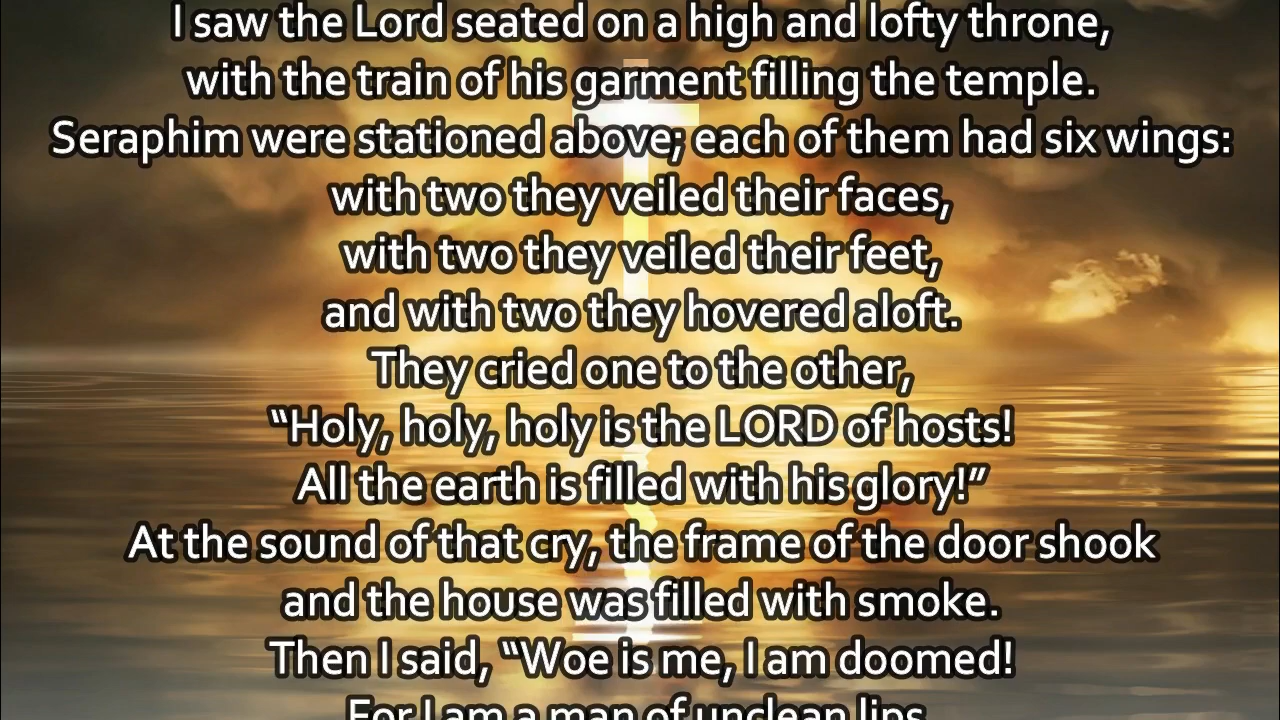 I saw the Lord seated on a high and lofty throne,
with the train of his garment filling the temple.
Seraphim were stationed above; each of them had six wings:
with two they veiled their faces,
with two they veiled their feet,
and with two they hovered aloft.
They cried one to the other,
“Holy, holy, holy is the LORD of hosts!
All the earth is filled with his glory!”
At the sound of that cry, the frame of the door shook
and the house was filled with smoke.
Then I said, “Woe is me, I am doomed!
For I am a man of unclean lips